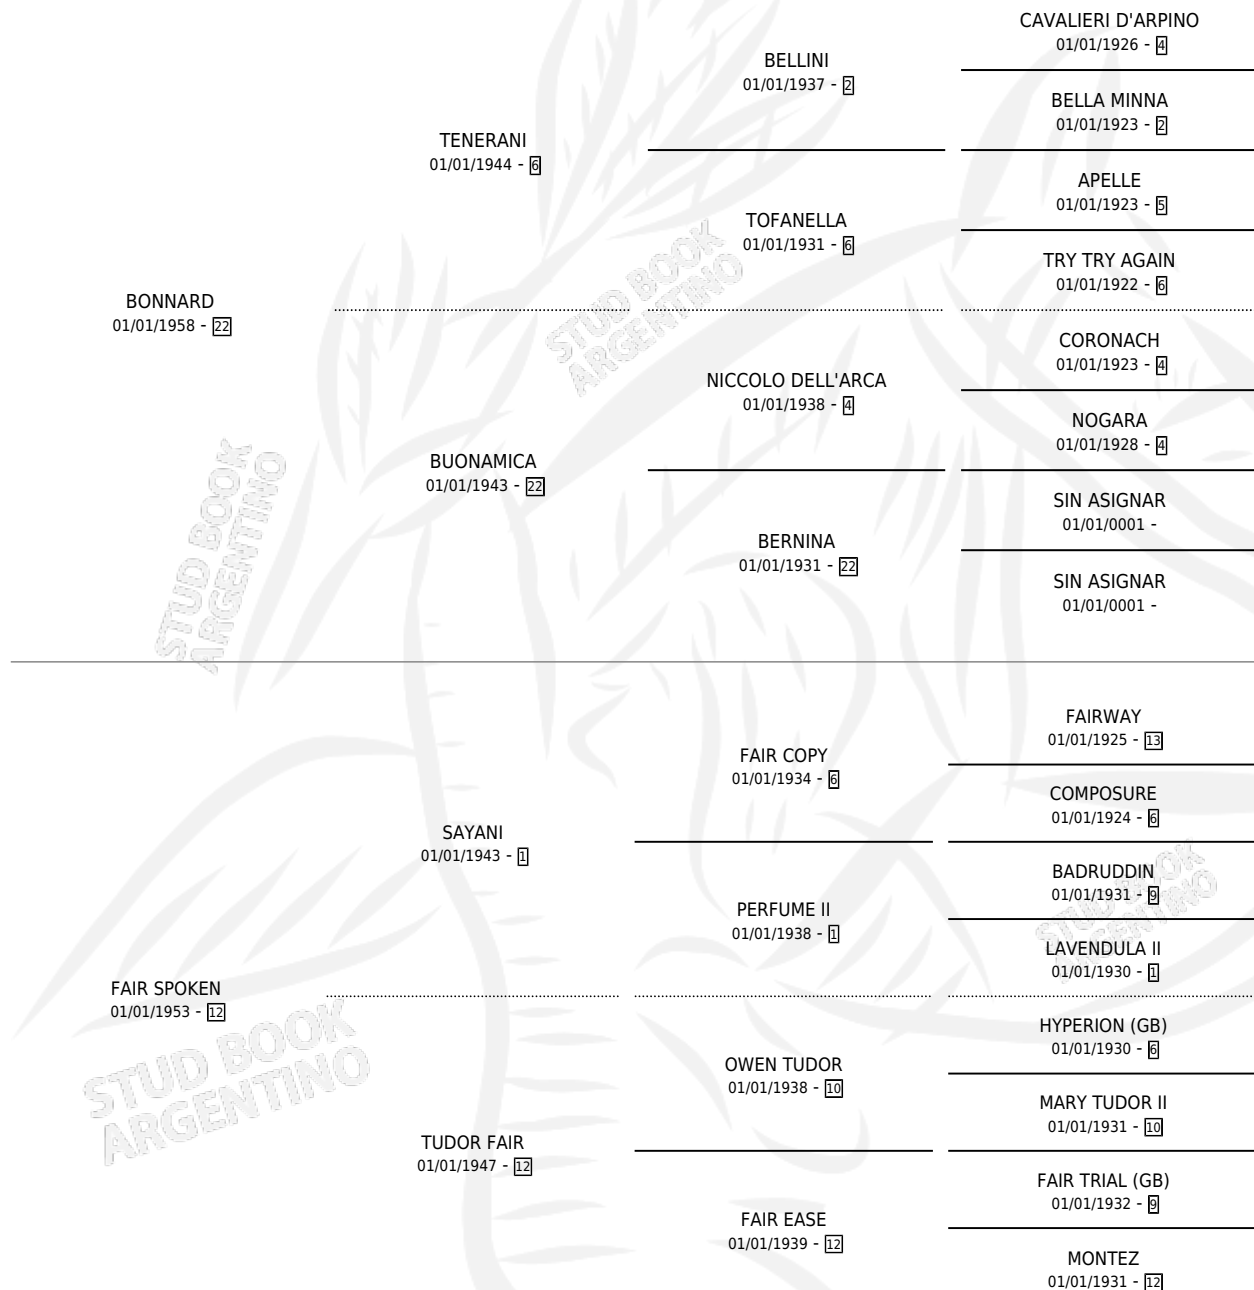 CAVALIERI D'ARPINO
01/01/1926 - 4
BELLINI
01/01/1937 - 2
BELLA MINNA
01/01/1923 - 2
TENERANI
01/01/1944 - 6
APELLE
01/01/1923 - 5
TOFANELLA
01/01/1931 - 6
TRY TRY AGAIN
01/01/1922 - 6
BONNARD
01/01/1958 - 22
CORONACH
01/01/1923 - 4
NICCOLO DELL'ARCA
01/01/1938 - 4
NOGARA
01/01/1928 - 4
BUONAMICA
01/01/1943 - 22
SIN ASIGNAR
01/01/0001 -
BERNINA
01/01/1931 - 22
SIN ASIGNAR
01/01/0001 -
FAIRWAY
01/01/1925 - 13
FAIR COPY
01/01/1934 - 6
COMPOSURE
01/01/1924 - 6
SAYANI
01/01/1943 - 1
BADRUDDIN
01/01/1931 - 9
PERFUME II
01/01/1938 - 1
LAVENDULA II
01/01/1930 - 1
FAIR SPOKEN
01/01/1953 - 12
HYPERION (GB)
01/01/1930 - 6
OWEN TUDOR
01/01/1938 - 10
MARY TUDOR II
01/01/1931 - 10
TUDOR FAIR
01/01/1947 - 12
FAIR TRIAL (GB)
01/01/1932 - 9
FAIR EASE
01/01/1939 - 12
MONTEZ
01/01/1931 - 12
STUD BOOK
ARGENTINO
STUD BOOK
ARGENTINO
STUD BOOK
ARGENTINO
STUD BOOK
ARGENTINO